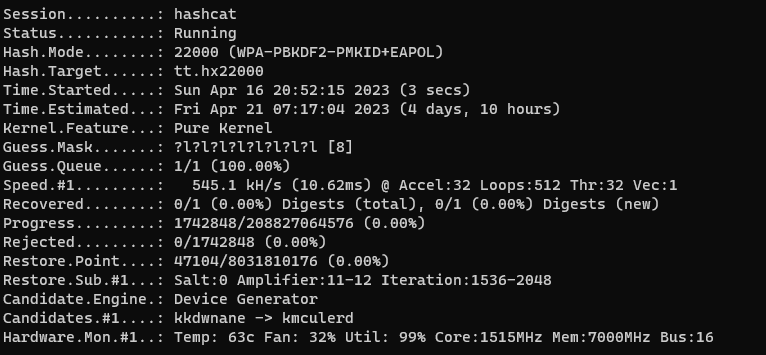 Session..........: hashcat
Status...........: Running
Hash.Mode........: 22000 (WPA-PBKDF2-PMKID+EAPOL)
Hash.Target......: tt.hx22000
Time.Started.....: Sun Apr 16 20:52:15 2023 (3 secs)
Time.Estimated...: Fri Apr 21 07:17:04 2023 (4 days, 10 hours)
Kernel.Feature...: Pure Kernel
Guess.Mask.......: ?l?l?l?l?l?l?l?l [8]
Guess.Queue......: 1/1 (100.00%)
Speed.#1.........:   545.1 kH/s (10.62ms) @ Accel:32 Loops:512 Thr:32 Vec:1
Recovered........: 0/1 (0.00%) Digests (total), 0/1 (0.00%) Digests (new)
Progress.........: 1742848/208827064576 (0.00%)
Rejected.........: 0/1742848 (0.00%)
Restore.Point....: 47104/8031810176 (0.00%)
Restore.Sub.#1...: Salt:0 Amplifier:11-12 Iteration:1536-2048
Candidate.Engine.: Device Generator
Candidates.#1....: kkdwnane -> kmculerd
Hardware.Mon.#1..: Temp: 63c Fan: 32% Util: 99% Core:1515MHz Mem:7000MHz Bus:16